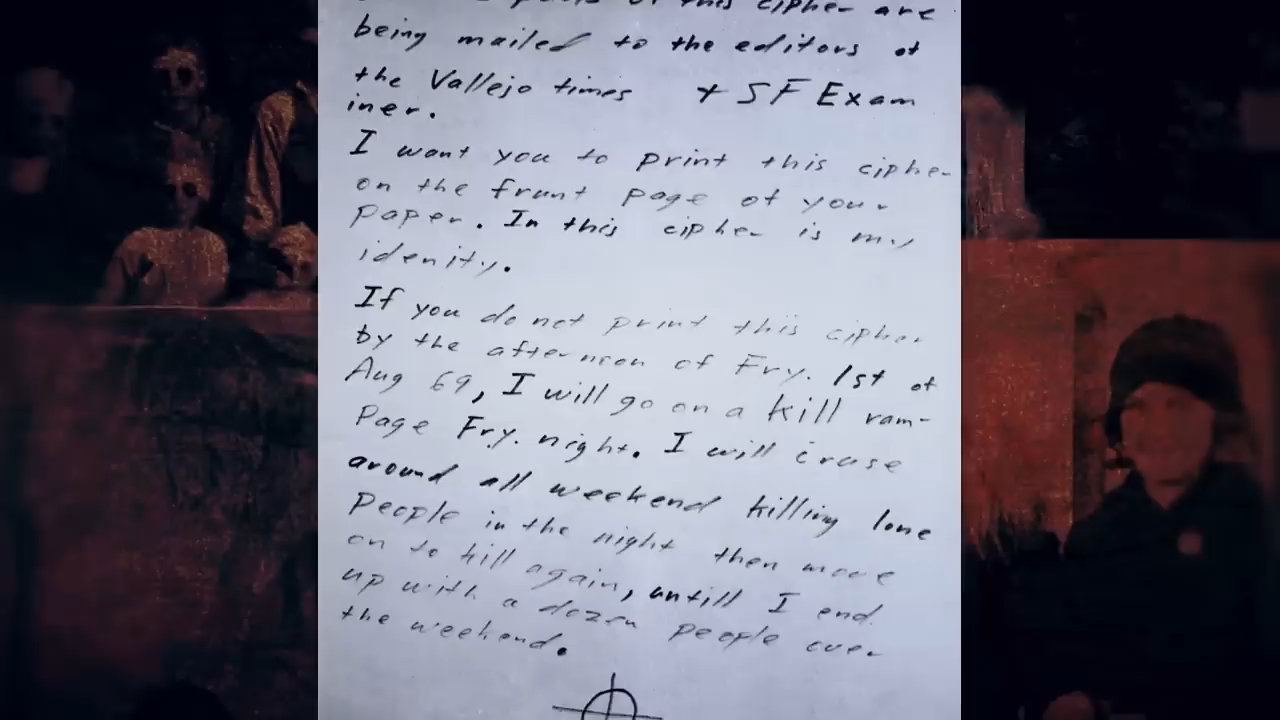 this cipher are
being mailed to the editors of
the Vallejo times + SF Exam
iner.
I want you to print this cipher
on the frunt page of your
paper. In this cipher is my
idenity.
If you do not print this cipher
by the afternoon of Fry. 1st of
Aug 69, I will go on a kill ram-
Page Fry. night. I will cruse
around all weekend killing lone
People in the night then move
on to kill again, untill I end
up with a dozen people over
the weekend.